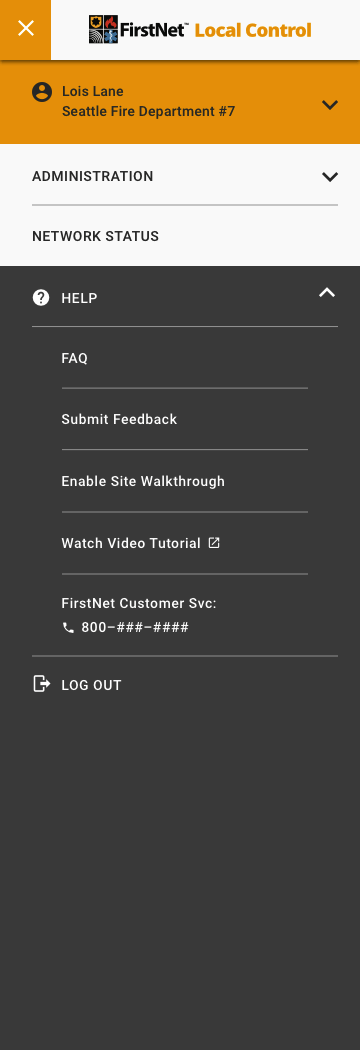 FirstNet™ Local Control
Lois Lane
Seattle Fire Department #7
ADMINISTRATION
NETWORK STATUS
HELP
FAQ
Submit Feedback
Enable Site Walkthrough
Watch Video Tutorial
FirstNet Customer Svc:
800–###–####
LOG OUT